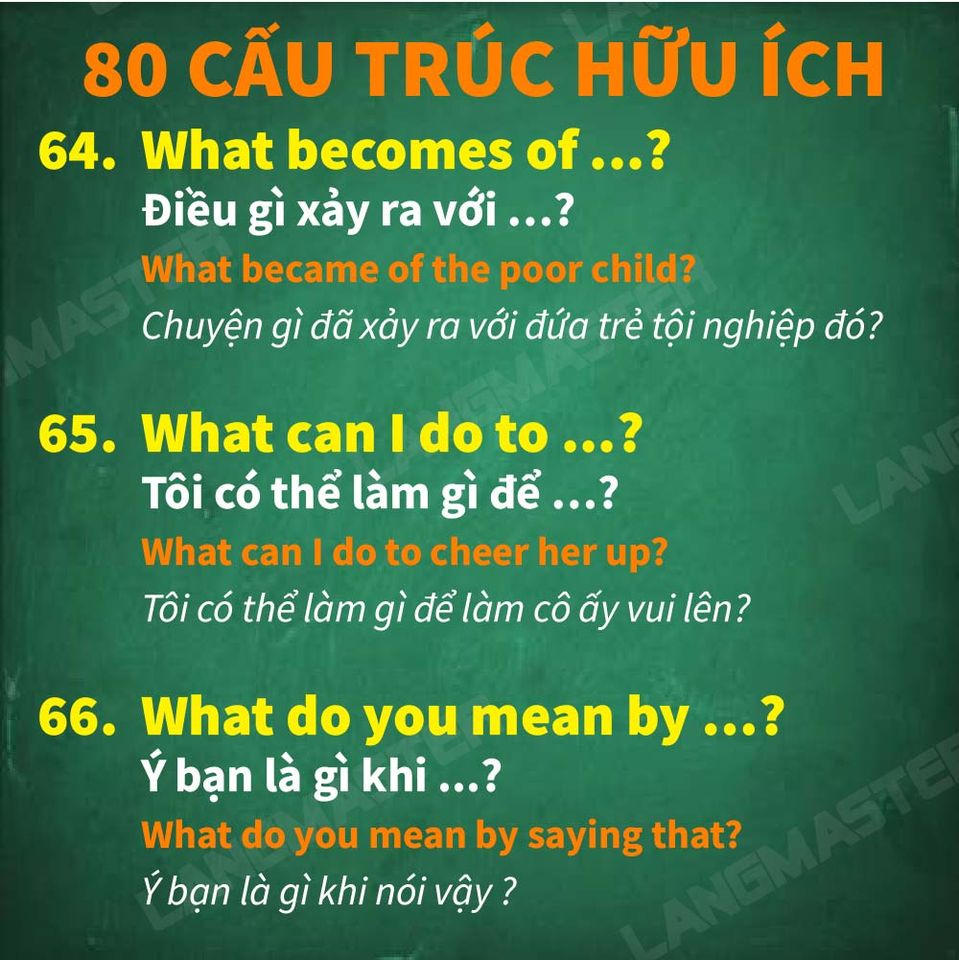 80 CẤU TRÚC HỮU ÍCH
64. What becomes of ...?
Điều gì xảy ra với ...?
What became of the poor child?
Chuyện gì đã xảy ra với đứa trẻ tội nghiệp đó?
65. What can I do to ...?
Tôi có thể làm gì để ...?
What can I do to cheer her up?
Tôi có thể làm gì để làm cô ấy vui lên?
66. What do you mean by ...?
Ý bạn là gì khi ...?
What do you mean by saying that?
Ý bạn là gì khi nói vậy ?
LANGMASTER
LANGMASTER
LANGMASTER
LANGMASTER